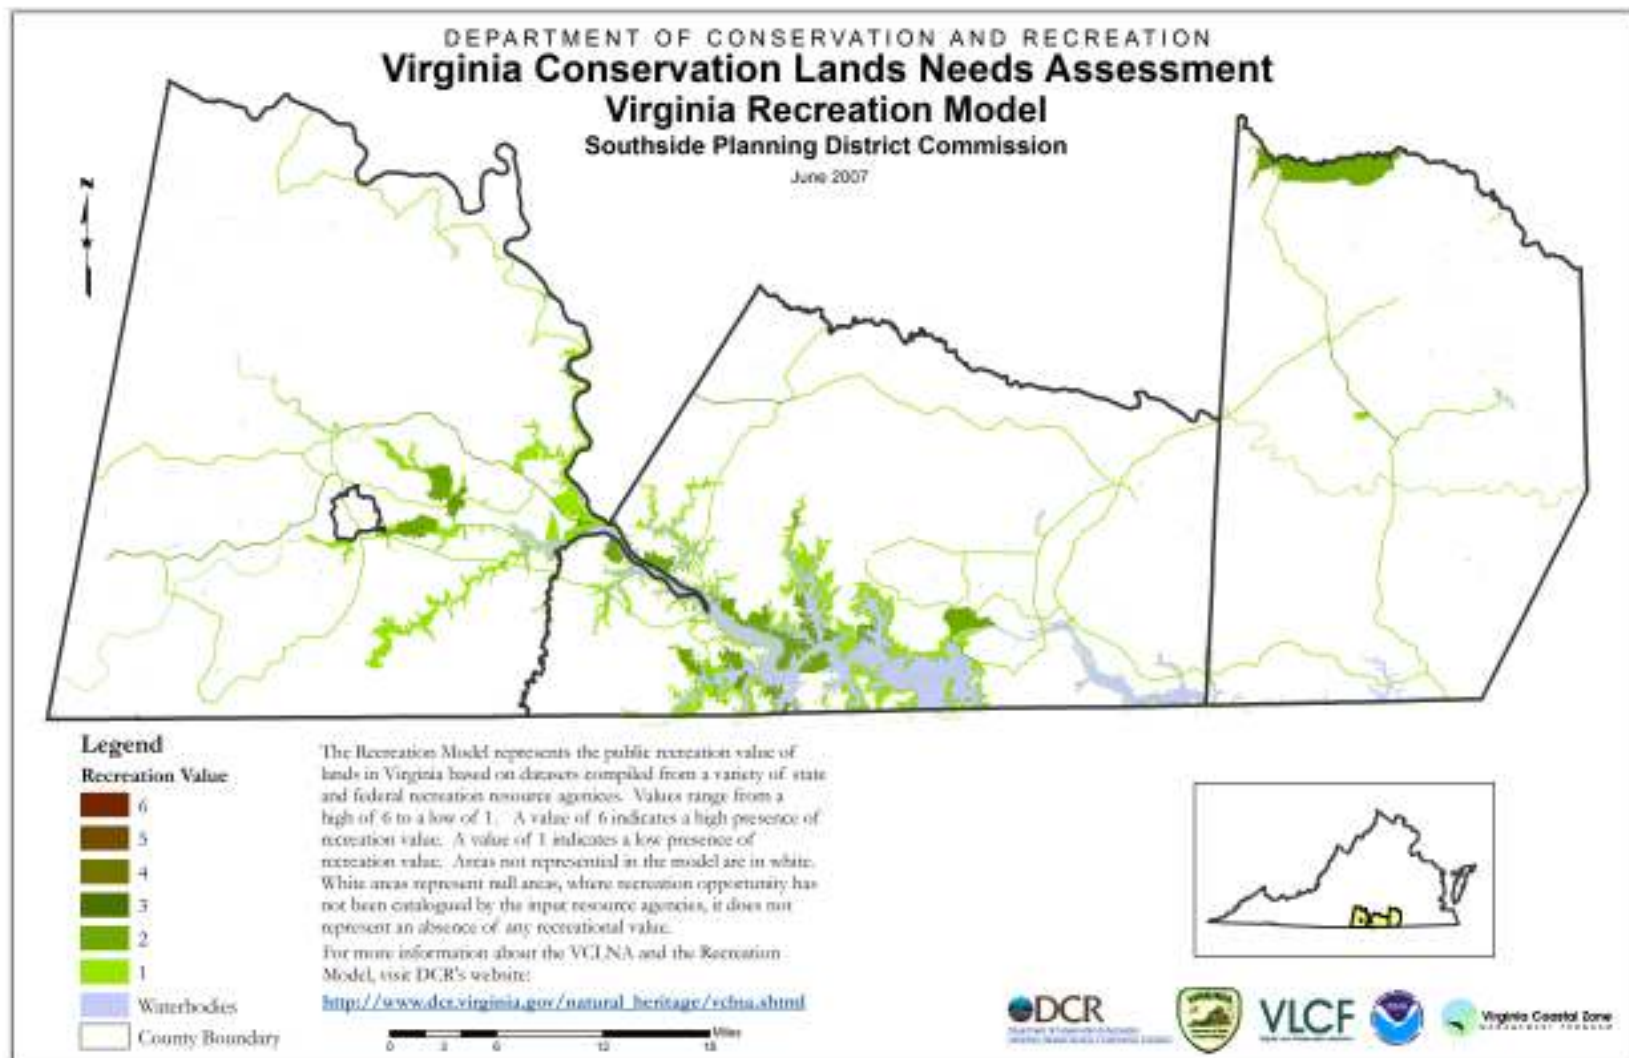 DEPARTMENT OF CONSERVATION AND RECREATION
Virginia Conservation Lands Needs Assessment
Virginia Recreation Model
Southside Planning District Commission
June 2007
N
Legend
Recreation Value
6
5
4
3
2
1
Waterbodies
County Boundary
The Recreation Model represents the public recreation value of
lands in Virginia based on datasets compiled from a variety of state
and federal recreation resource agencies. Values range from a
high of 6 to a low of 1. A value of 6 indicates a high presence of
recreation value. A value of 1 indicates a low presence of
recreation value. Areas not represented in the model are in white.
White areas represent null areas, where recreation opportunity has
not been catalogued by the input resource agencies, it does not
represent an absence of any recreational value.
For more information about the VCLNA and the Recreation
Model, visit DCR's website:
http://www.dcr.virginia.gov/natural_heritage/vclna.shtml
Miles
0 3 6 12 18
DCR
VLCF
Virginia Coastal Zone
MANAGEMENT PROGRAM